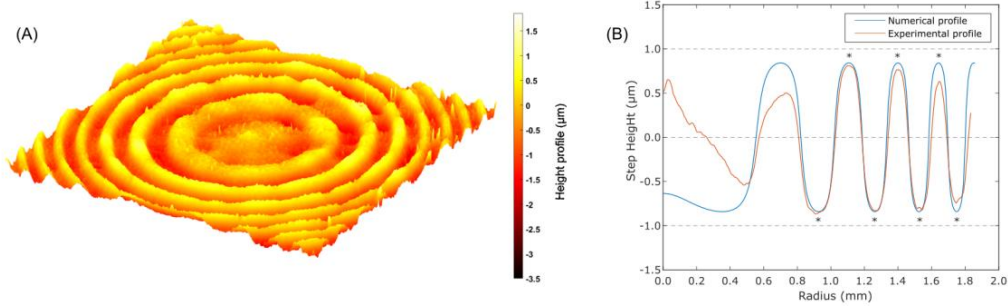 (A)
1.5
1
0.5
0
-0.5
-1
-1.5
-2
-2.5
-3
-3.5
Height profile (µm)
(B)
Numerical profile
Experimental profile
1.5
1.0
0.5
0.0
-0.5
-1.0
-1.5
Step Height (µm)
* * *
* * * *
0.0 0.2 0.4 0.6 0.8 1.0 1.2 1.4 1.6 1.8 2.0
Radius (mm)